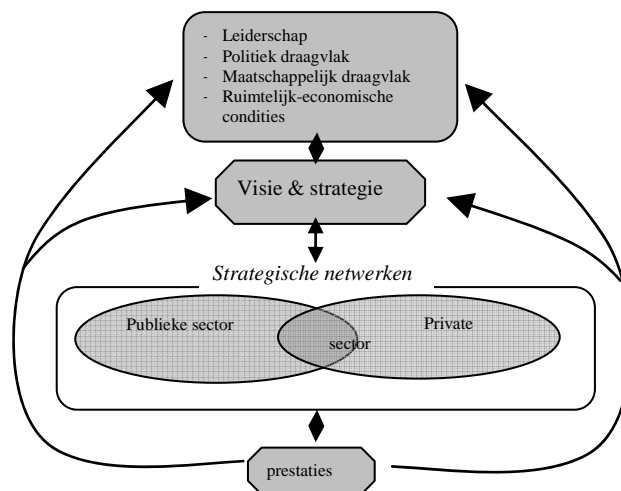 - Leiderschap
- Politiek draagvlak
- Maatschappelijk draagvlak
- Ruimtelijk-economische
condities
Visie & strategie
Strategische netwerken
Publieke sector
Private
sector
prestaties